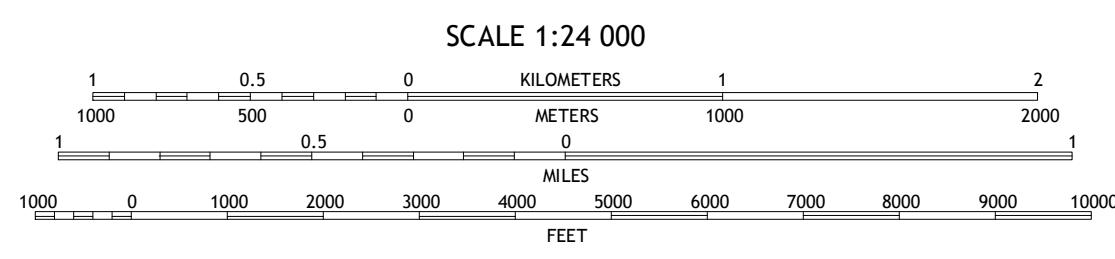 SCALE 1:24 000
1 0.5 0 KILOMETERS 1 2
1000 500 0 METERS 1000 2000
1 0.5 0 1
MILES
1000 0 1000 2000 3000 4000 5000 6000 7000 8000 9000 10000
FEET